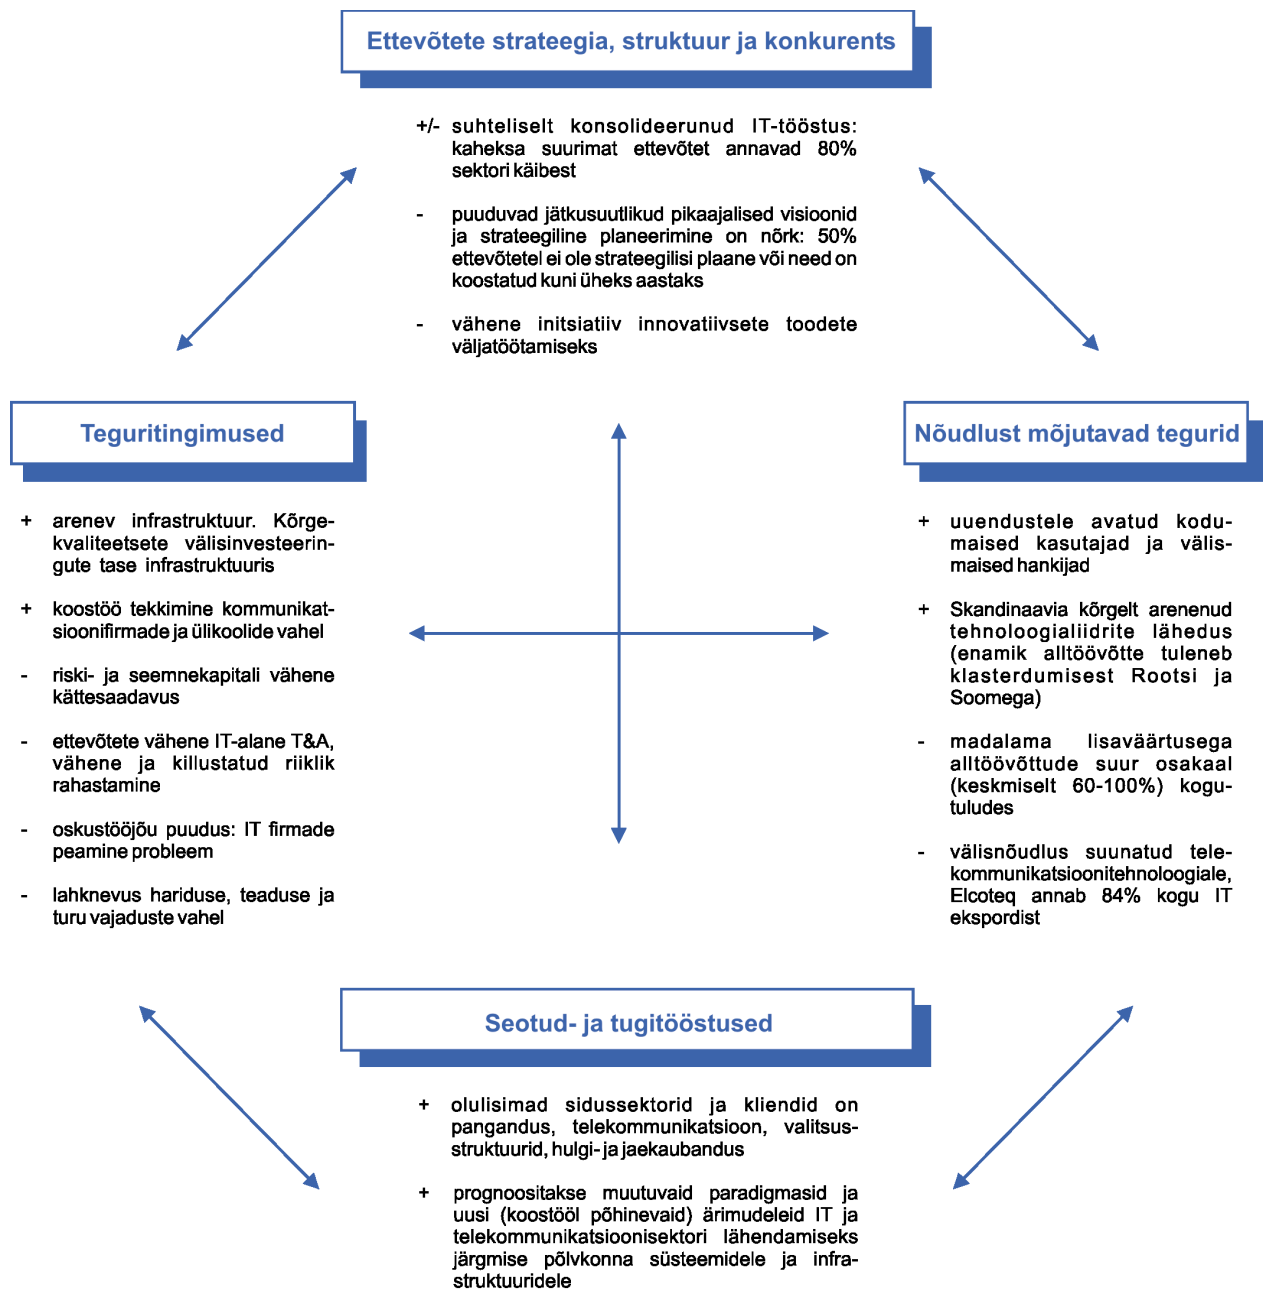 Ettevõtete strateegia, struktuur ja konkurents
+/- suhteliselt konsolideerunud IT-tööstus:
kaheksa suurimat ettevõtet annavad 80%
sektori käibest
- puuduvad jätkusuutlikud pikaajalised visioonid
ja strateegiline planeerimine on nõrk: 50%
ettevõtetel ei ole strateegilisi plaane või need on
koostatud kuni üheks aastaks
- vähene initsiatiiv innovatiivsete toodete
väljatöötamiseks
Teguritingimused
+ arenev infrastruktuur. Kõrge-
kvaliteetsete välisinvesteerin-
gute tase infrastruktuuris
+ koostöö tekkimine kommunikat-
sioonifirmade ja ülikoolide vahel
- riski- ja seemnekapitali vähene
kättesaadavus
- ettevõtete vähene IT-alane T&A,
vähene ja killustatud riiklik
rahastamine
- oskustööjõu puudus: IT firmade
peamine probleem
- lahknevus hariduse, teaduse ja
turu vajaduste vahel
Nõudlust mõjutavad tegurid
+ uuendustele avatud kodu-
maised kasutajad ja välis-
maised hankijad
+ Skandinaavia kõrgelt arenenud
tehnoloogialiidrite lähedus
(enamik alltöövõtte tuleneb
klasterdumisest Rootsi ja
Soomega)
- madalama lisaväärtusega
alltöövõttude suur osakaal
(keskmiselt 60-100%) kogu-
tuludes
- välisnõudlus suunatud tele-
kommunikatsioonitehnoloogiale,
Elcoteq annab 84% kogu IT
ekspordist
Seotud- ja tugitööstused
+ olulisimad sidussektorid ja kliendid on
pangandus, telekommunikatsioon, valitsus-
struktuurid, hulgi- ja jaekaubandus
+ prognoositakse muutuvaid paradigmasid ja
uusi (koostööl põhinevaid) ärimudeleid IT ja
telekommunikatsioonisektori lähendamiseks
järgmise põlvkonna süsteemidele ja infra-
struktuuridele